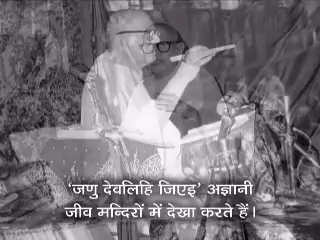 ‘जणु देवलिहि जिएइ’ अज्ञानी
जीव मन्दिरों में देखा करते हैं।